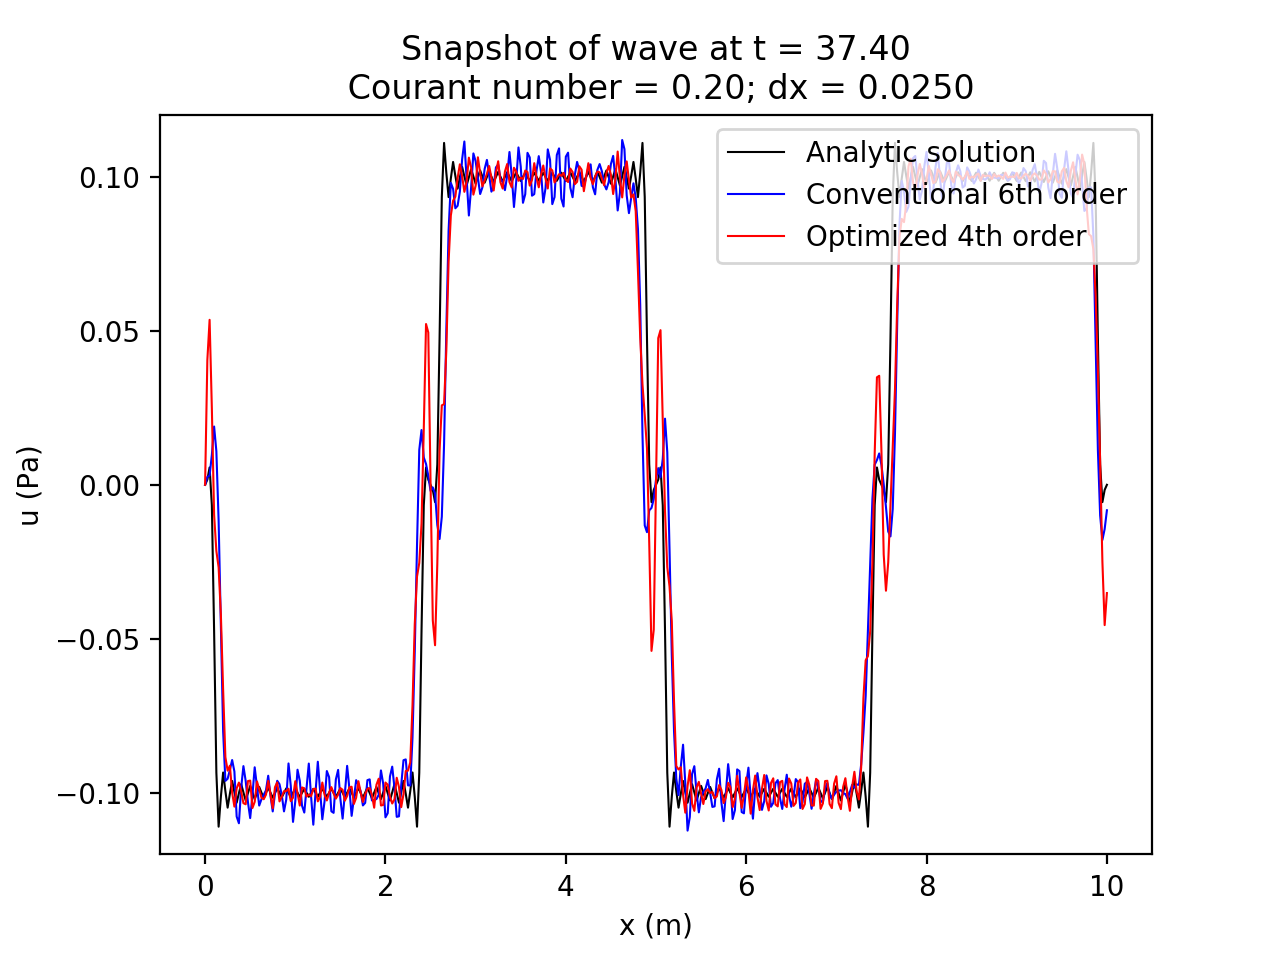 Snapshot of wave at t = 37.40
Courant number = 0.20; dx = 0.0250
Analytic solution
Conventional 6th order
Optimized 4th order
u (Pa)
0.10
0.05
0.00
−0.05
−0.10
0 2 4 6 8 10
x (m)